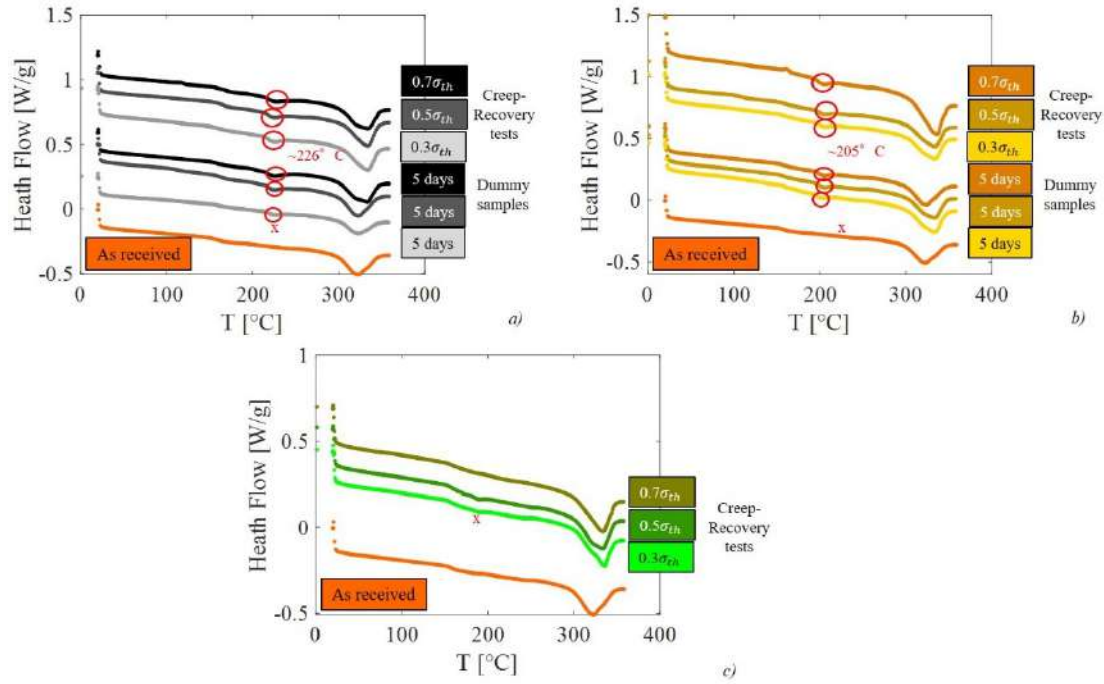 a)
Heath Flow [W/g]
1.5
1
0.5
0
-0.5
0
100
200
300
400
T [°C]
~226° C
x
As received
0.7σth
0.5σth
0.3σth
Creep-
Recovery
tests
5 days
5 days
5 days
Dummy
samples
b)
Heath Flow [W/g]
1.5
1
0.5
0
-0.5
0
100
200
300
400
T [°C]
~205° C
x
As received
0.7σth
0.5σth
0.3σth
Creep-
Recovery
tests
5 days
5 days
5 days
Dummy
samples
c)
Heath Flow [W/g]
1
0.5
0
-0.5
0
100
200
300
400
T [°C]
x
As received
0.7σth
0.5σth
0.3σth
Creep-
Recovery
tests